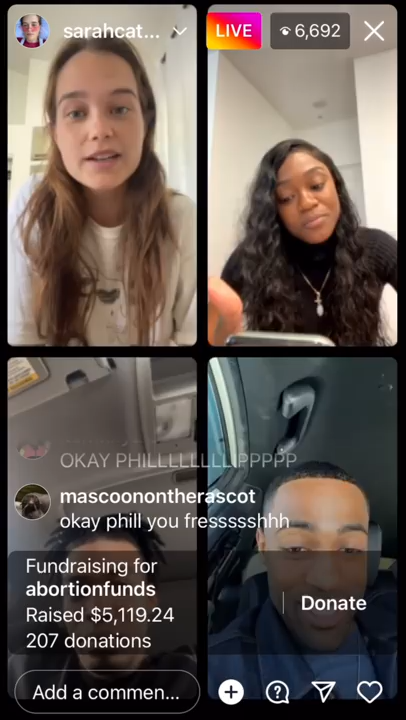 sarahcat...
LIVE
6,692
OKAY PHILLLLLLLLIPPPPP
mascoonontherascot
okay phill you fresssssshhh
Fundraising for
abortionfunds
Raised $5,119.24
207 donations
Donate
Add a commen...